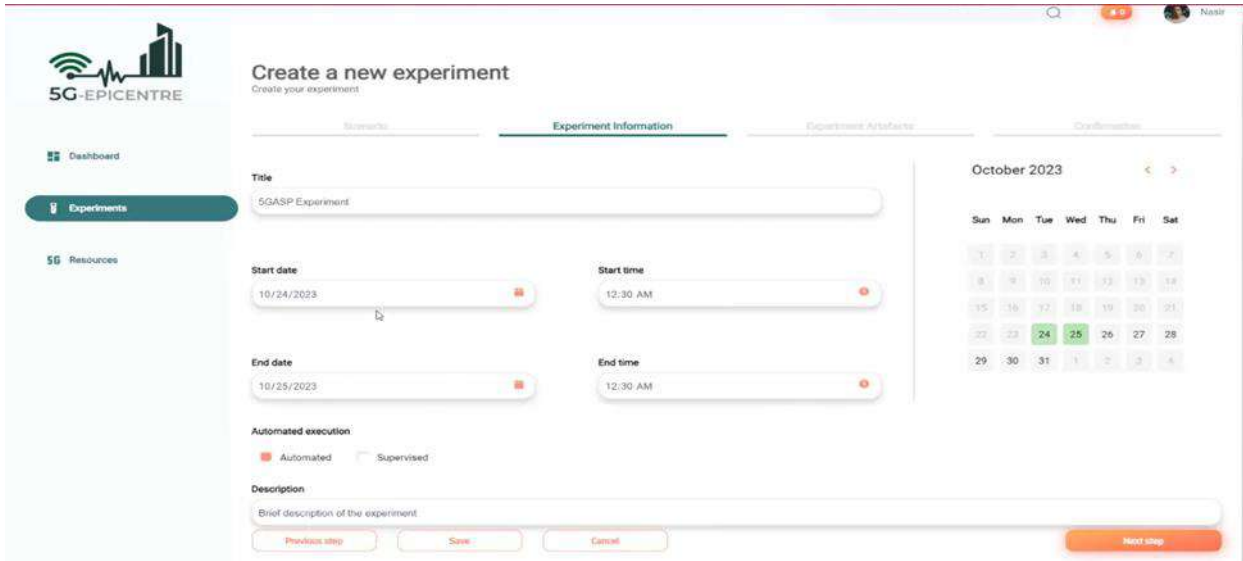 Nasir
5G-EPICENTRE
Create a new experiment
Create your experiment
Scenario Experiment Information Experiment Artefacts Confirmation
Dashboard
Experiments
5G Resources
Title
5GASP Experiment
Start date Start time
10/24/2023 12:30 AM
End date End time
10/25/2023 12:30 AM
Automated execution
Automated Supervised
Description
Brief description of the experiment
Previous step Save Cancel Next step
October 2023 < >
Sun Mon Tue Wed Thu Fri Sat
1 2 3 4 5 6 7
8 9 10 11 12 13 14
15 16 17 18 19 20 21
22 23 24 25 26 27 28
29 30 31 1 2 3 4